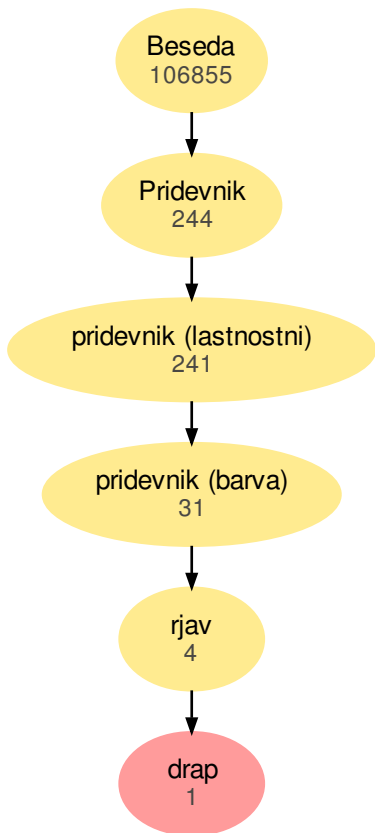 Beseda
106855
Pridevnik
244
pridevnik (lastnostni)
241
pridevnik (barva)
31
rjav
4
drap
1